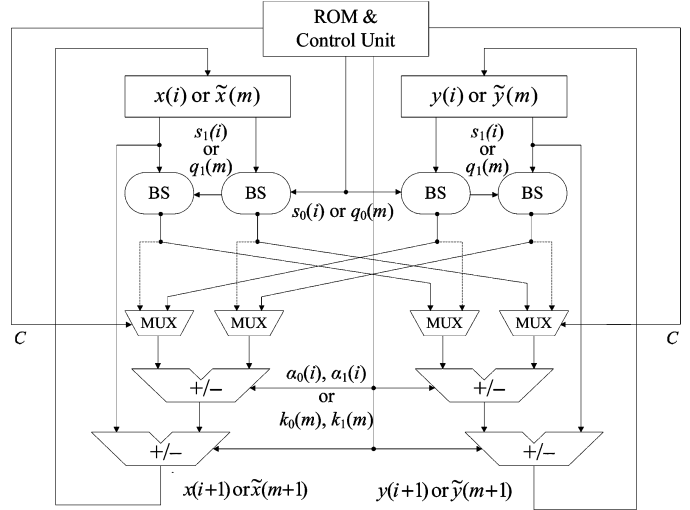 ROM &
Control Unit
x(i) or x̃(m)
y(i) or ỹ(m)
s₁(i)
or
q₁(m)
s₁(i)
or
q₁(m)
BS
BS
BS
BS
s₀(i) or q₀(m)
MUX
MUX
MUX
MUX
C
C
α₀(i), α₁(i)
or
k₀(m), k₁(m)
+/−
+/−
+/−
+/−
x(i+1) or x̃(m+1)
y(i+1) or ỹ(m+1)